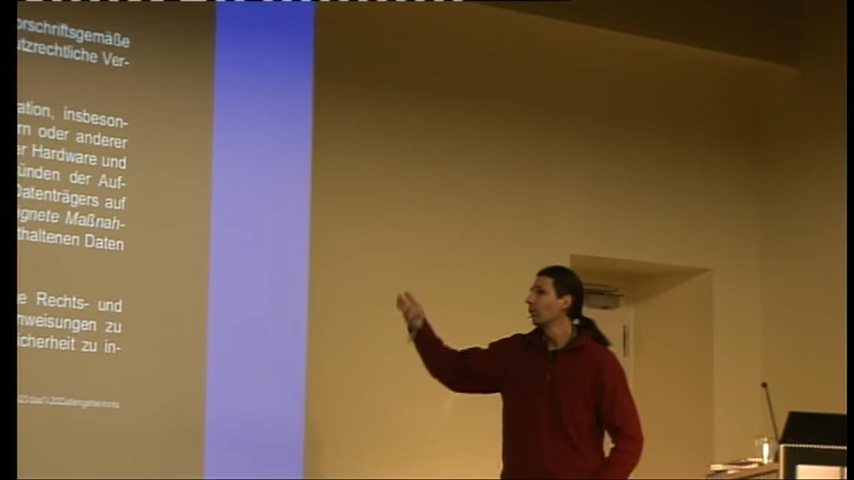 orschriftsgemäße
utzrechtliche Ver-
ation, insbeson-
rn oder anderer
er Hardware und
ünden der Auf-
Datenträgers auf
ignete Maßnah-
thaltenen Daten
e Rechts- und
nweisungen zu
icherheit zu in-